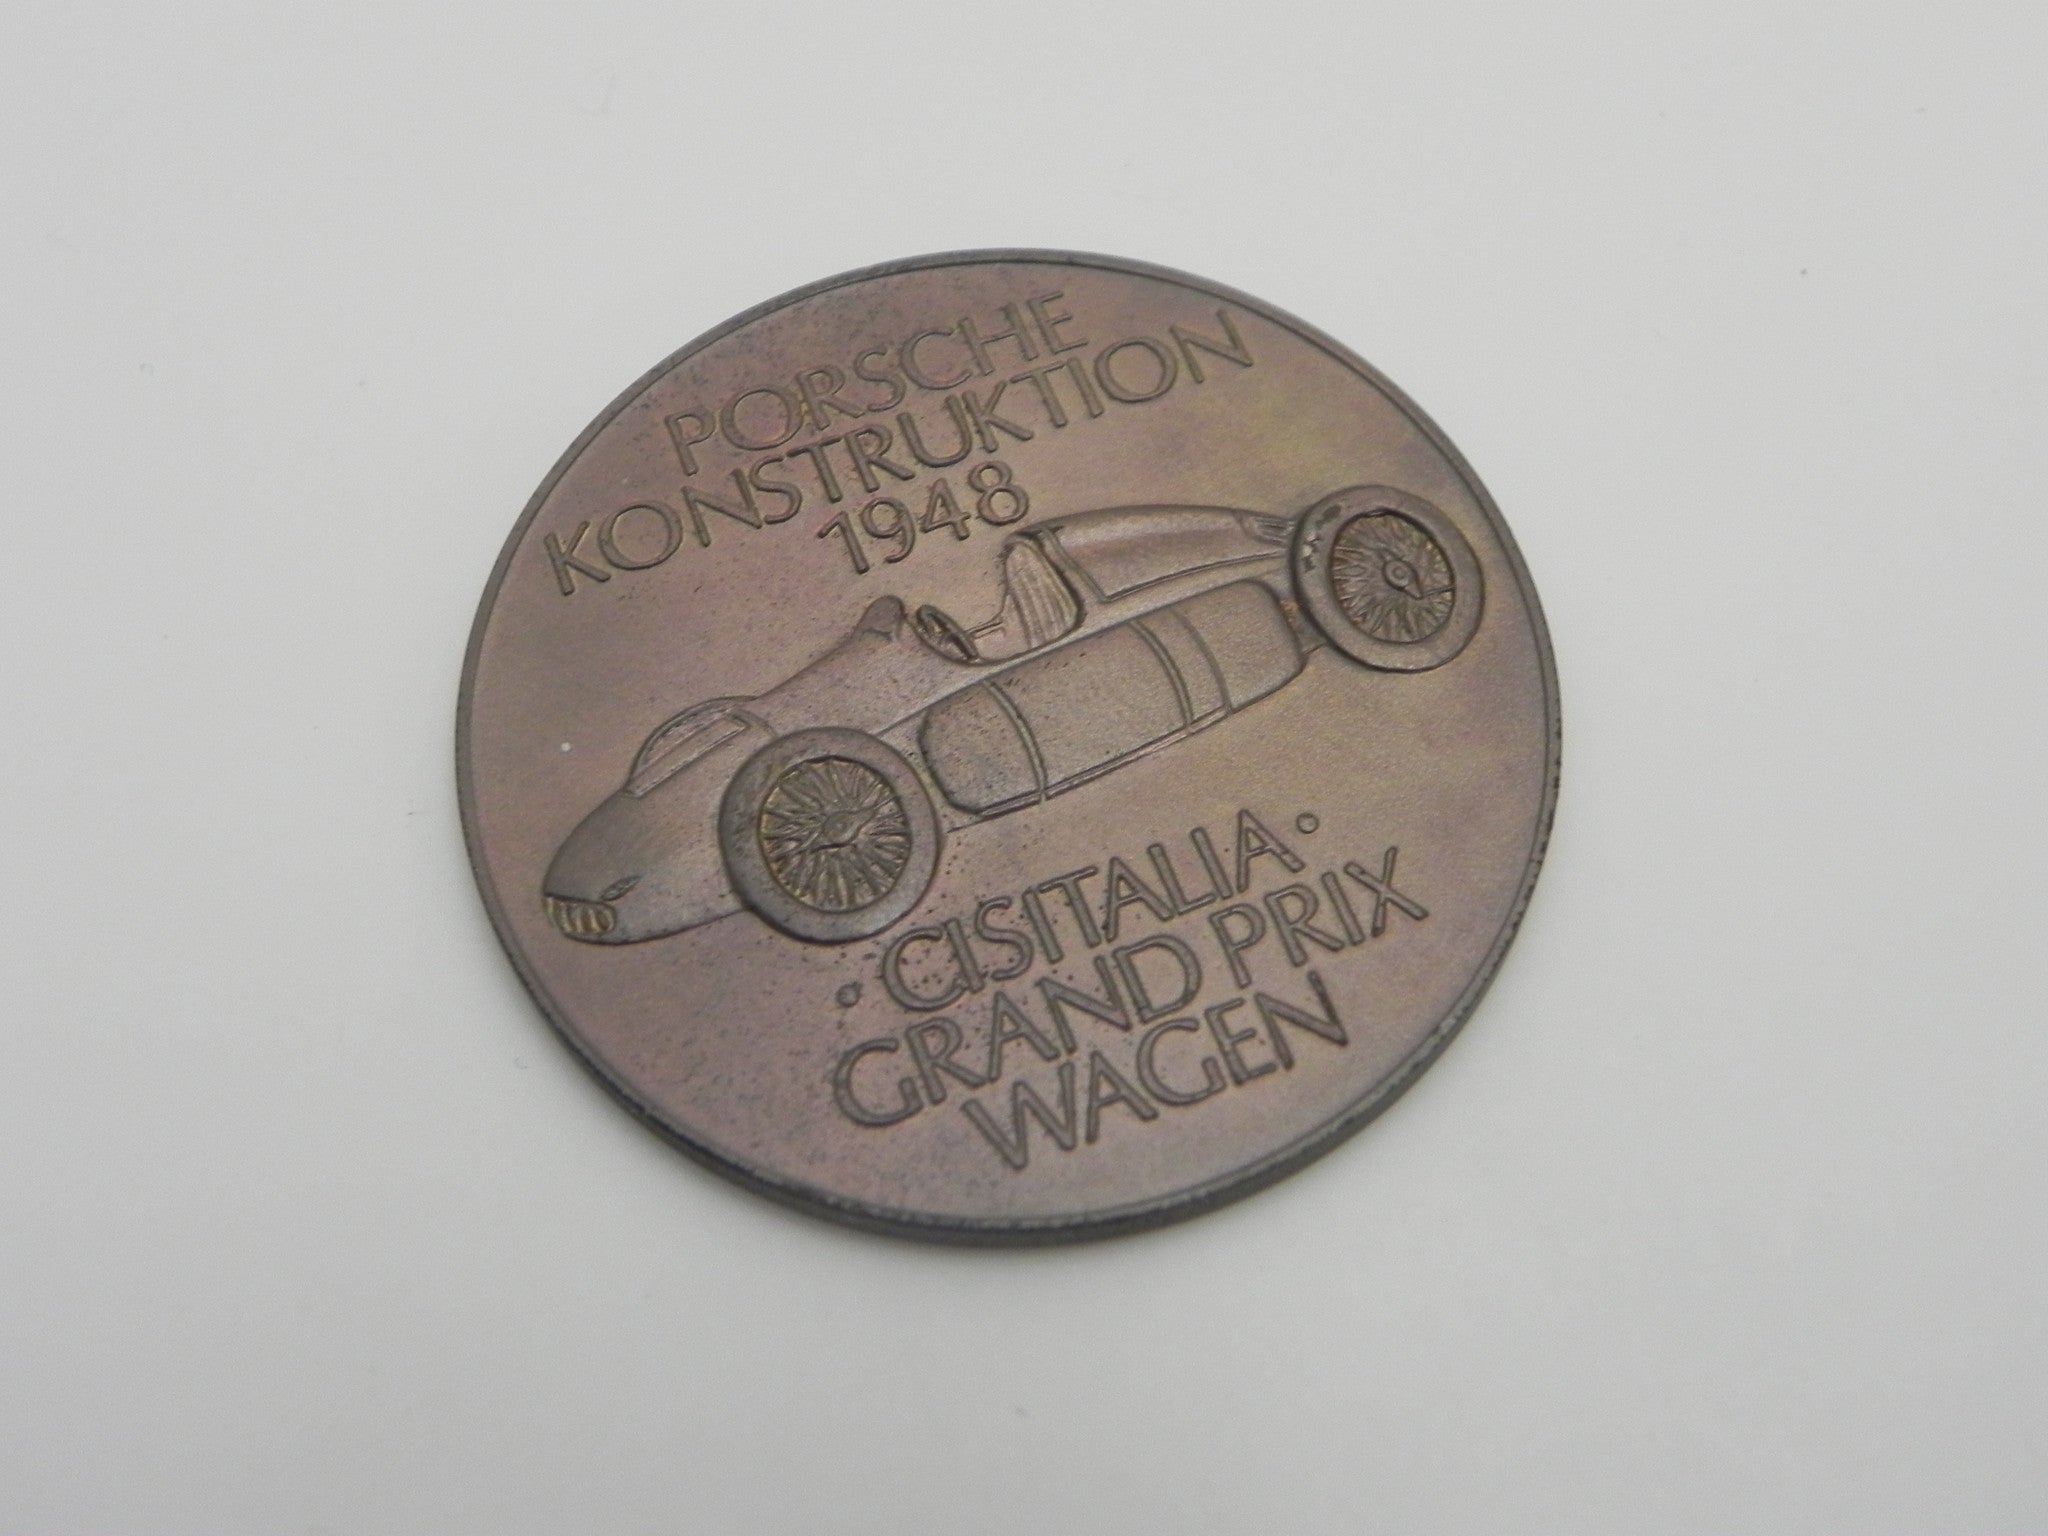 PORSCHE
KONSTRUKTION
1948
• CISITALIA •
GRAND PRIX
WAGEN